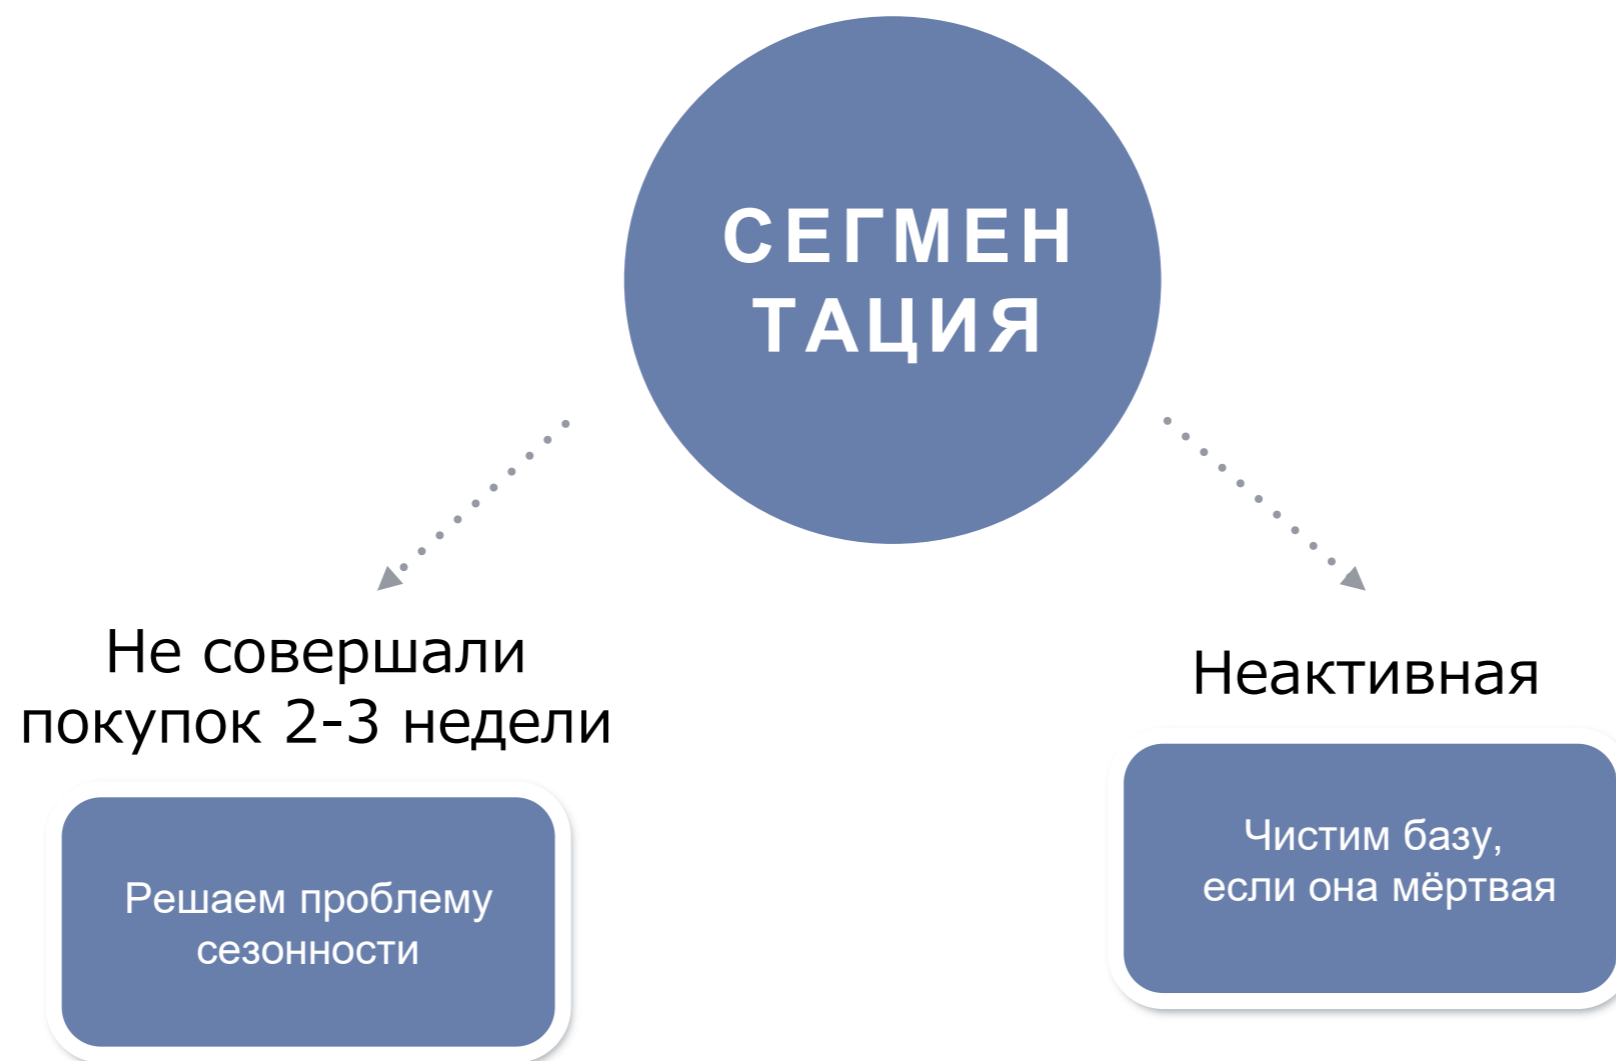 СЕГМЕН
ТАЦИЯ
Не совершали
покупок 2-3 недели
Решаем проблему
сезонности
Неактивная
Чистим базу,
если она мёртвая